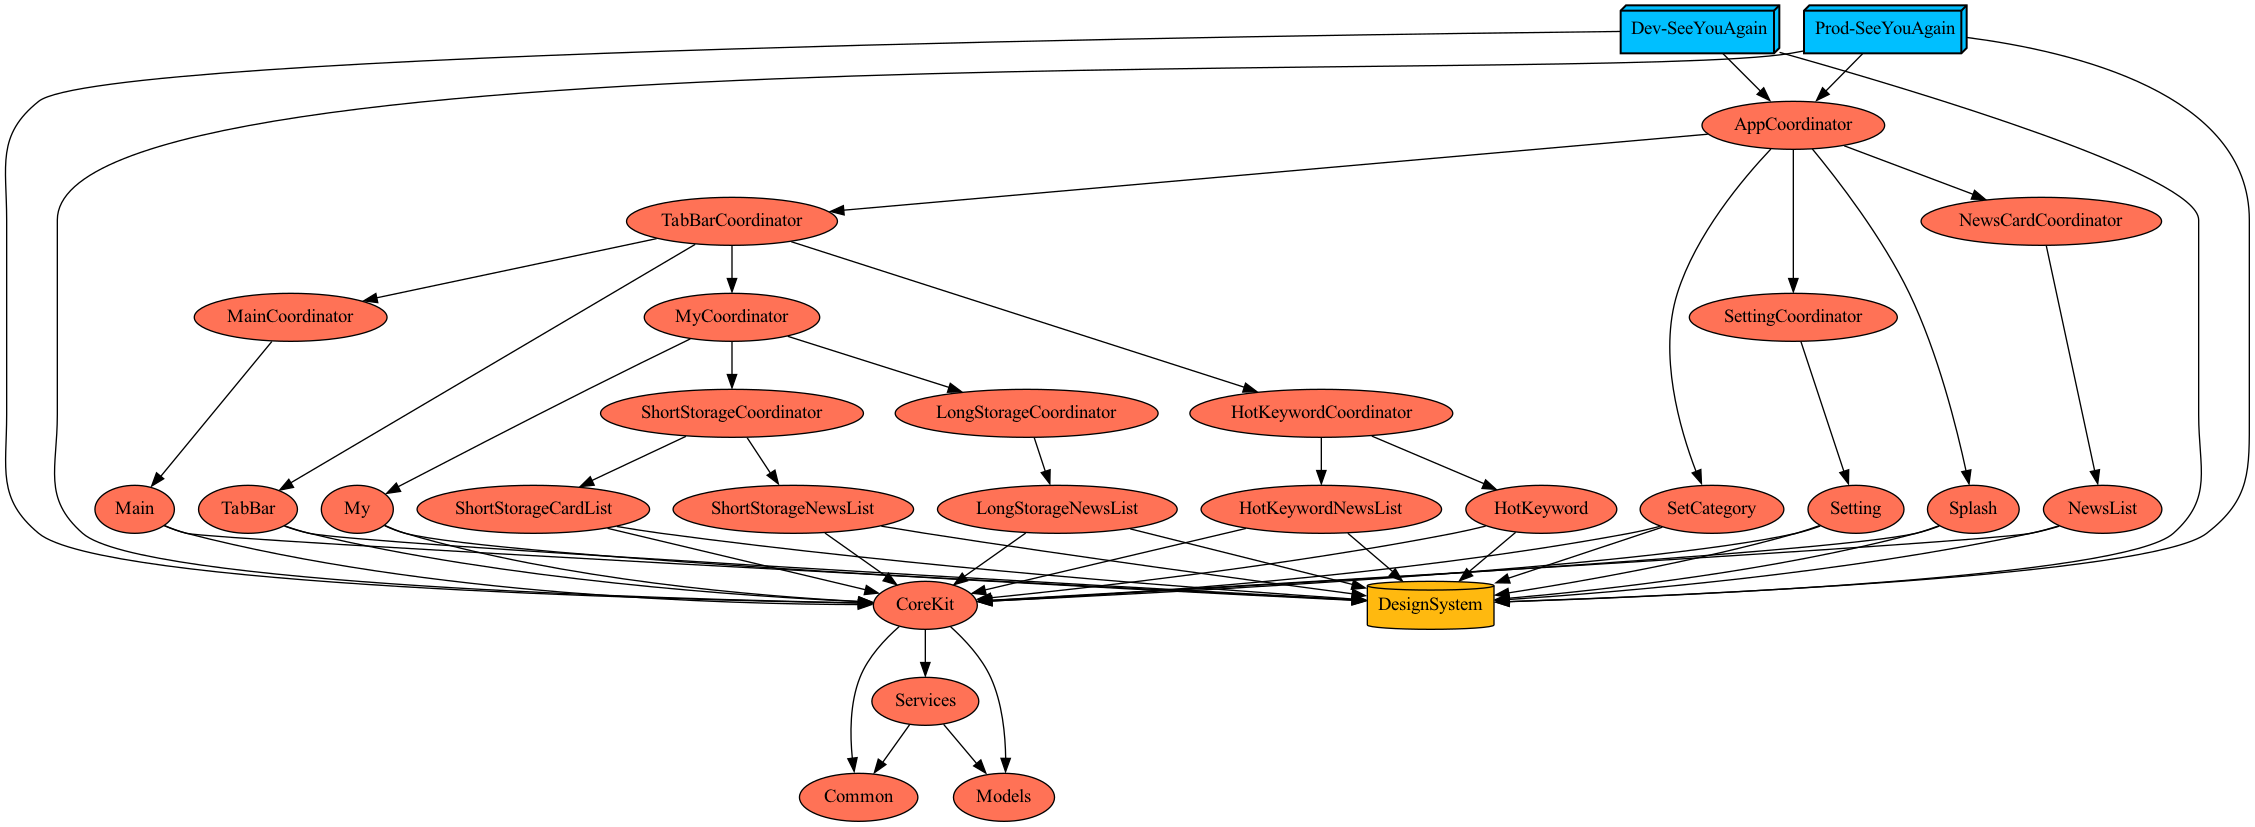 Dev-SeeYouAgain
Prod-SeeYouAgain
AppCoordinator
TabBarCoordinator
NewsCardCoordinator
MainCoordinator
MyCoordinator
SettingCoordinator
ShortStorageCoordinator
LongStorageCoordinator
HotKeywordCoordinator
Main
TabBar
My
ShortStorageCardList
ShortStorageNewsList
LongStorageNewsList
HotKeywordNewsList
HotKeyword
SetCategory
Setting
Splash
NewsList
CoreKit
DesignSystem
Services
Common
Models